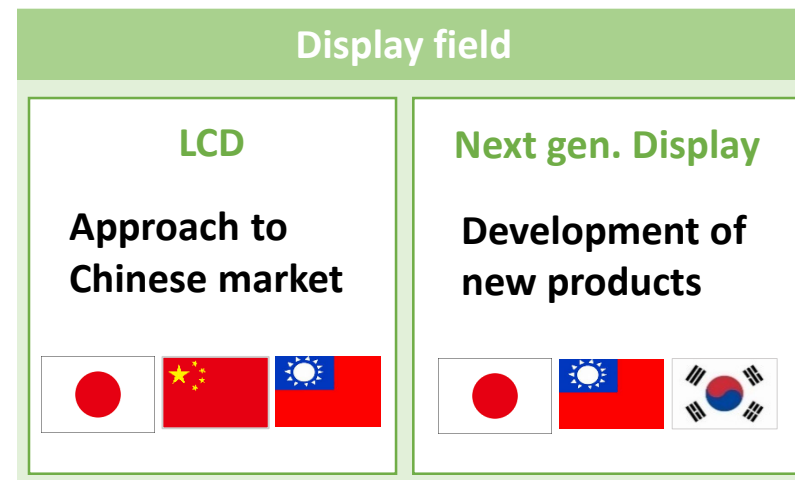 Display field
LCD
Approach to
Chinese market
Next gen. Display
Development of
new products